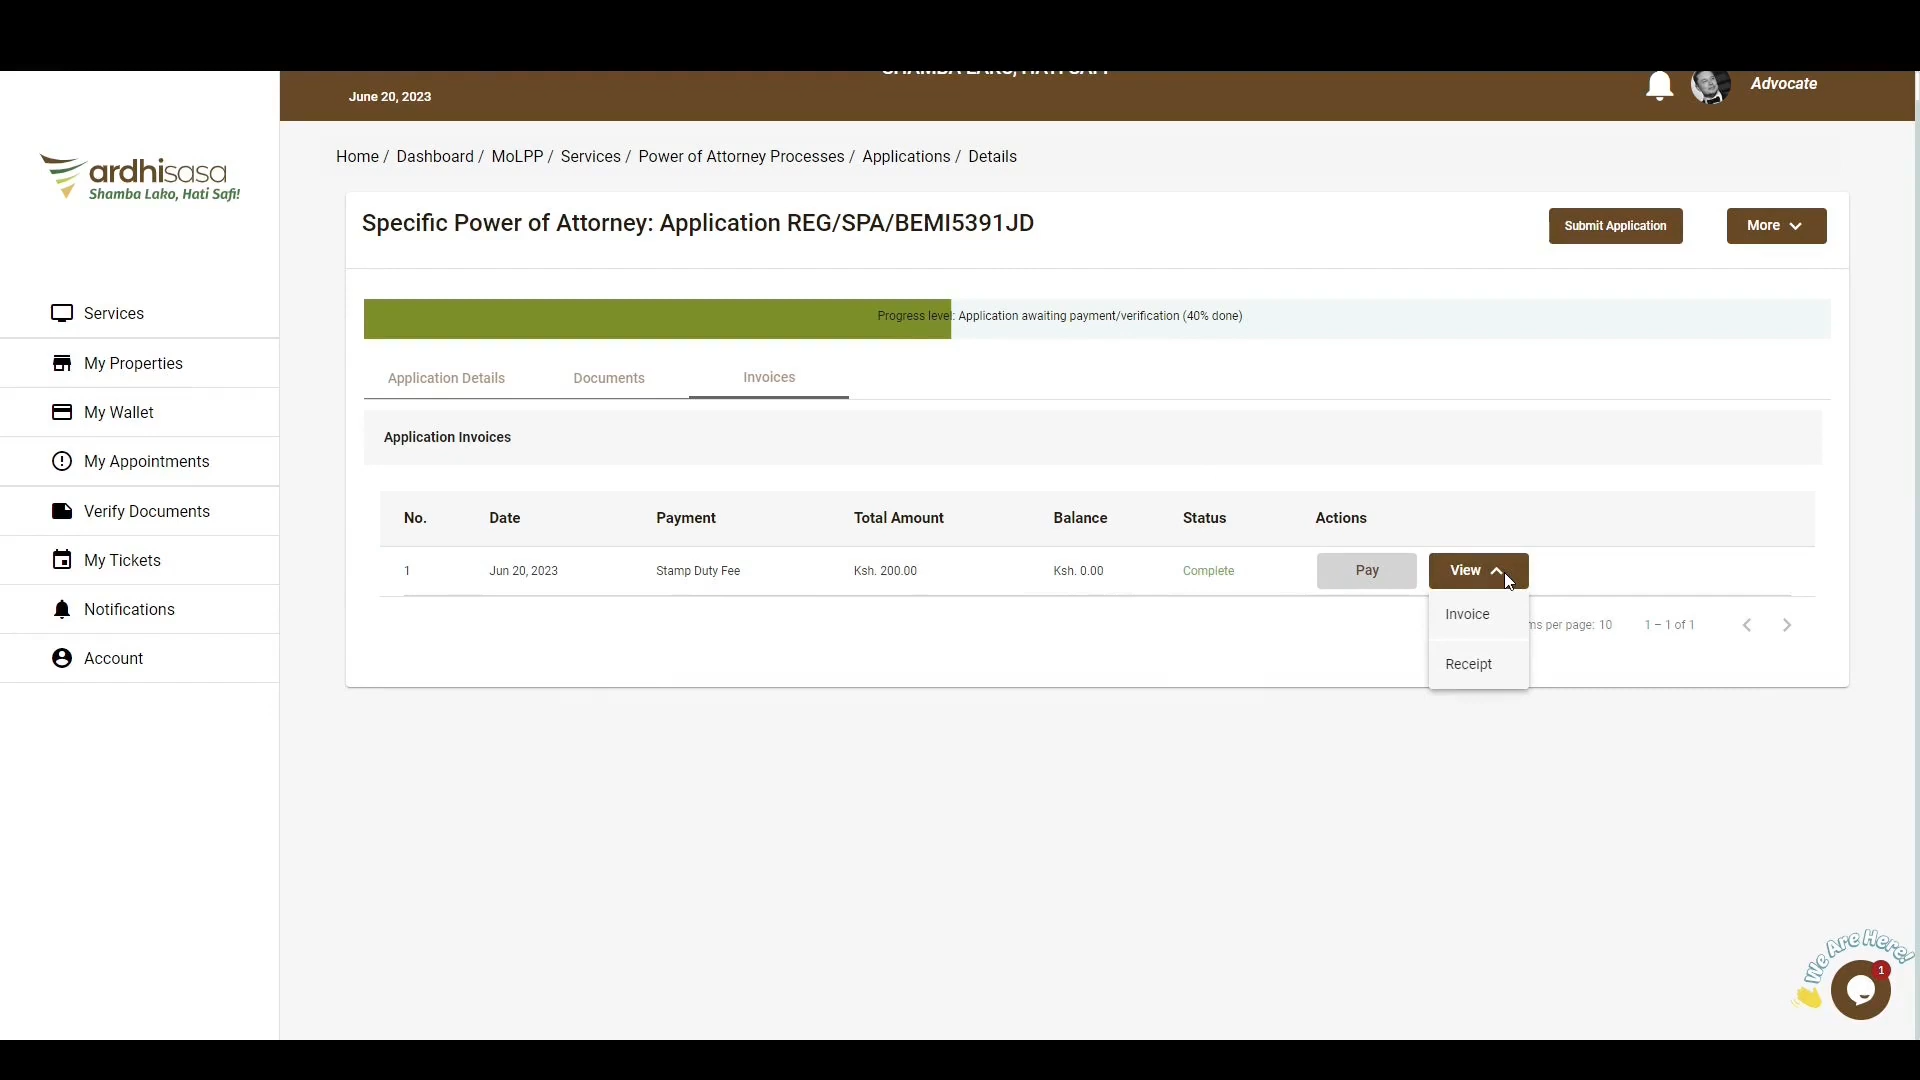 SHAMBA LAKO, HATI SAFI
June 20, 2023
Advocate
ardhisasa
Shamba Lako, Hati Safi!
Home / Dashboard / MoLPP / Services / Power of Attorney Processes / Applications / Details
Specific Power of Attorney: Application REG/SPA/BEMI5391JD
Submit Application
More
Services
My Properties
My Wallet
My Appointments
Verify Documents
My Tickets
Notifications
Account
Progress level: Application awaiting payment/verification (40% done)
Application Details Documents Invoices
Application Invoices
No. Date Payment Total Amount Balance Status Actions
1 Jun 20, 2023 Stamp Duty Fee Ksh. 200.00 Ksh. 0.00 Complete Pay View
Invoice
ms per page: 10 1 – 1 of 1
Receipt
We Are Here!
1